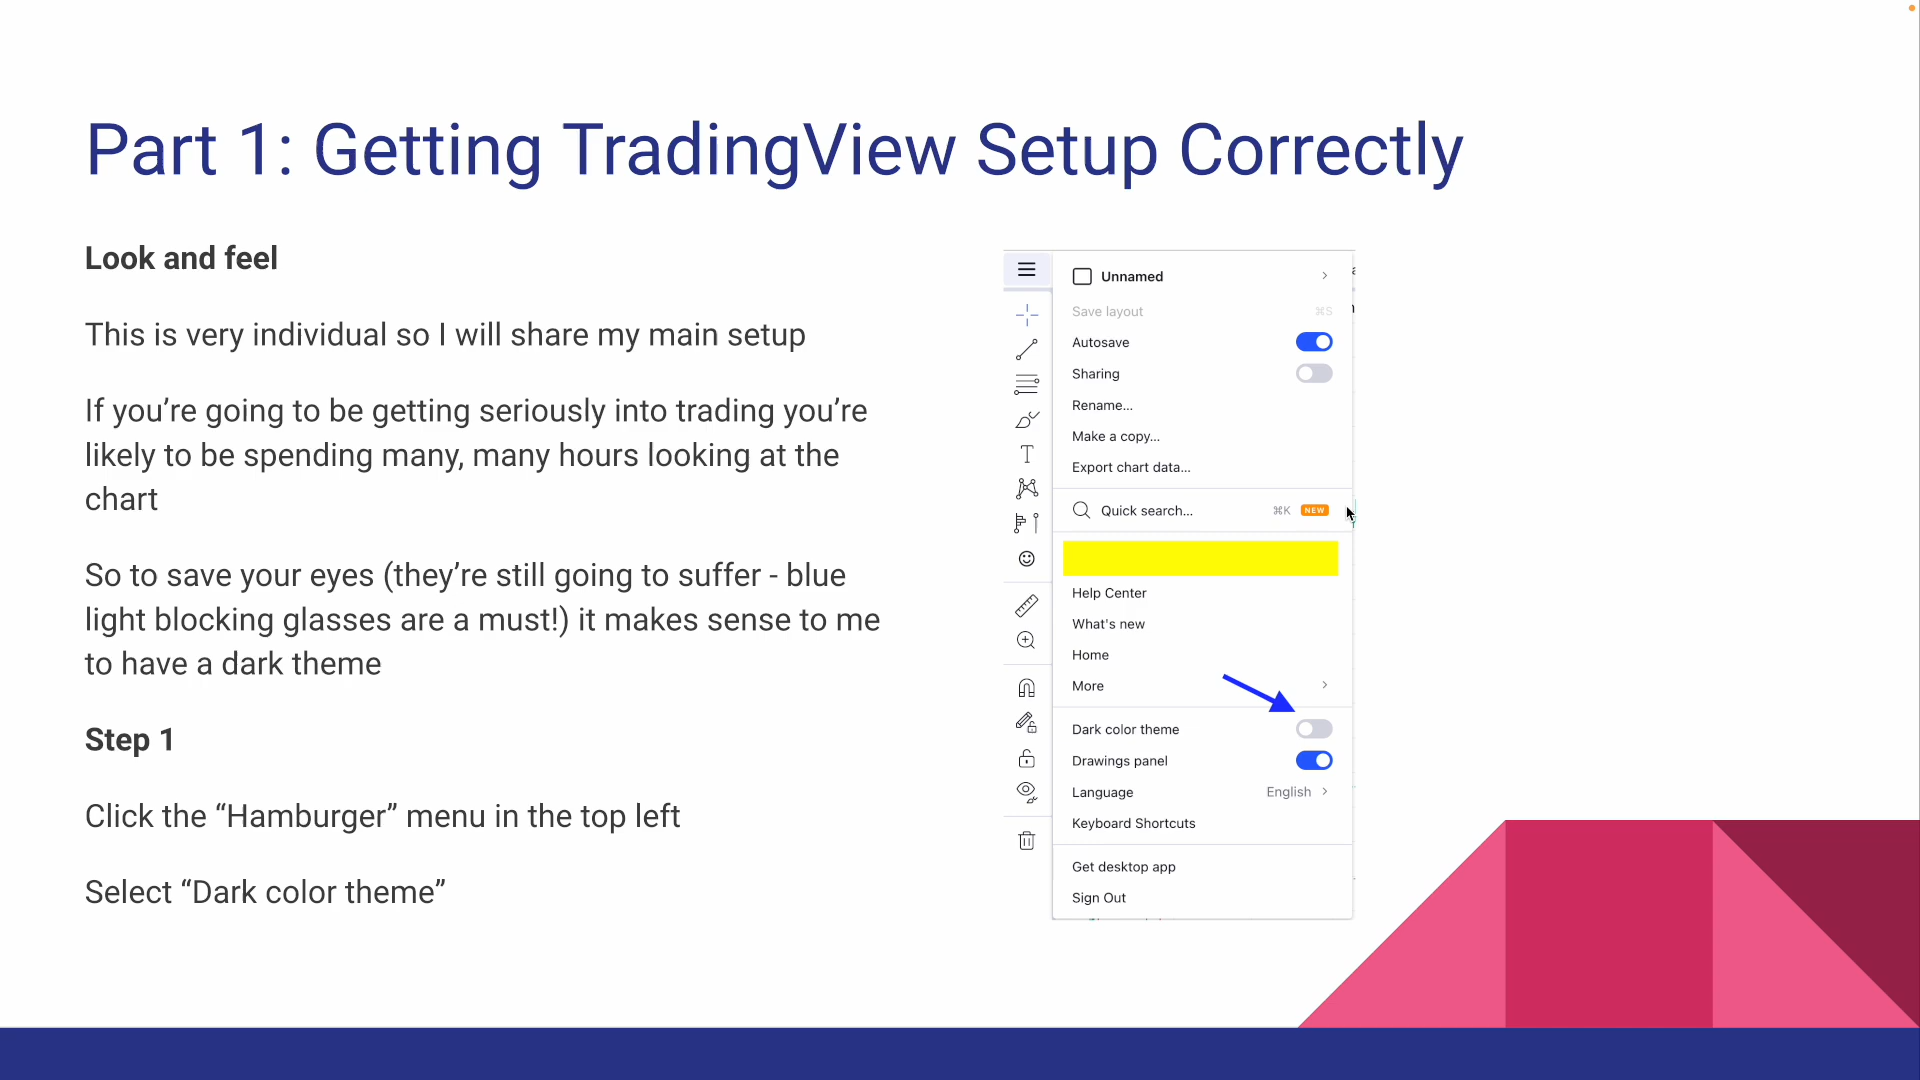 Part 1: Getting TradingView Setup Correctly
Look and feel
This is very individual so I will share my main setup
If you’re going to be getting seriously into trading you’re
likely to be spending many, many hours looking at the
chart
So to save your eyes (they’re still going to suffer - blue
light blocking glasses are a must!) it makes sense to me
to have a dark theme
Step 1
Click the “Hamburger” menu in the top left
Select “Dark color theme”
Unnamed
Save layout ⌘S
Autosave
Sharing
Rename...
Make a copy...
Export chart data...
Quick search... ⌘K NEW
Help Center
What's new
Home
More
Dark color theme
Drawings panel
Language English
Keyboard Shortcuts
Get desktop app
Sign Out